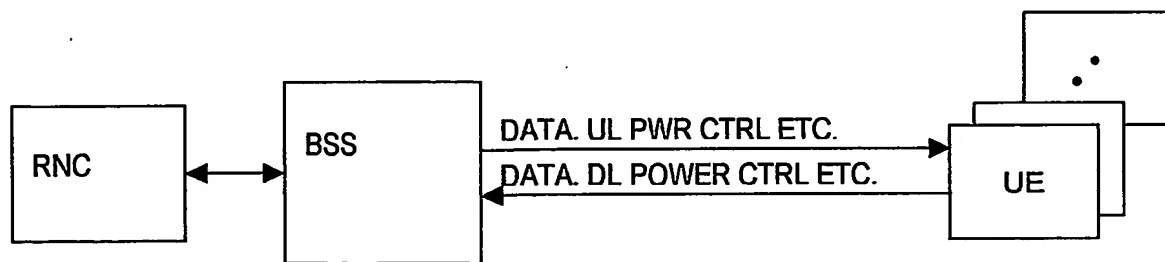 RNC
BSS
DATA. UL PWR CTRL ETC.
DATA. DL POWER CTRL ETC.
UE